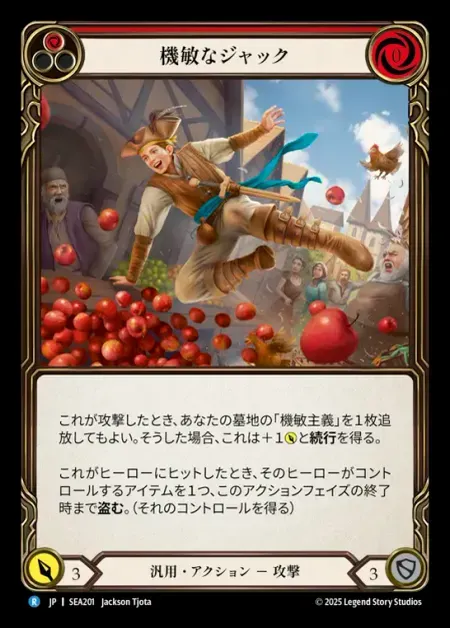 機敏なジャック
0
これが攻撃したとき、あなたの墓地の「機敏主義」を1枚追
放してもよい。そうした場合、これは+1と続行を得る。
これがヒーローにヒットしたとき、そのヒーローがコント
ロールするアイテムを1つ、このアクションフェイズの終了
時まで盗む。（それのコントロールを得る）
3
汎用・アクション － 攻撃
3
R JP | SEA201 Jackson Tjota
© 2025 Legend Story Studios